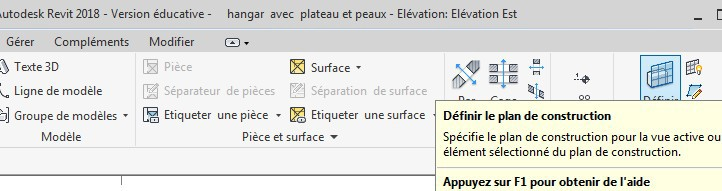 Autodesk Revit 2018 - Version éducative - hangar avec plateau et peaux - Elévation: Elévation Est
Gérer Compléments Modifier
Texte 3D
Ligne de modèle
Groupe de modèles
Modèle
Pièce
Séparateur de pièces
Etiqueter une pièce
Surface
Séparation de surface
Etiqueter une surface
Pièce et surface
Définir
Définir le plan de construction
Spécifie le plan de construction pour la vue active ou
élément sélectionné du plan de construction.
Appuyez sur F1 pour obtenir de l'aide